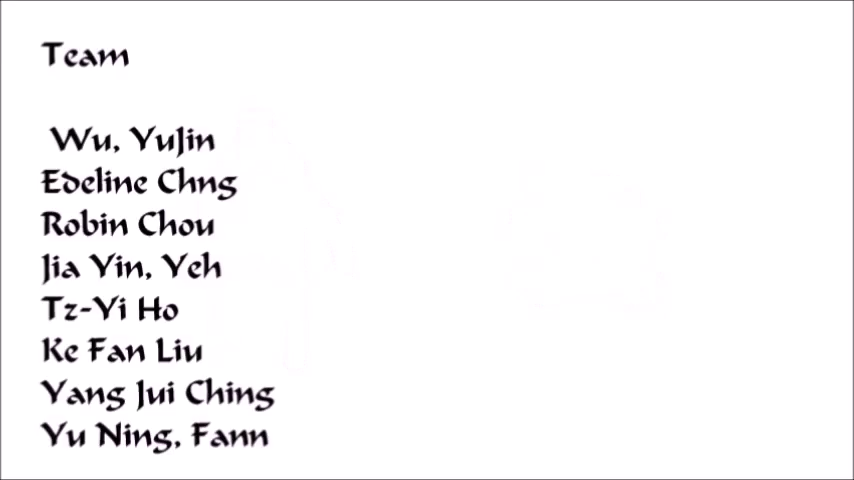 Team
Wu, YuJin
Edeline Chng
Robin Chou
Jia Yin, Yeh
Tz-Yi Ho
Ke Fan Liu
Yang Jui Ching
Yu Ning, Fann